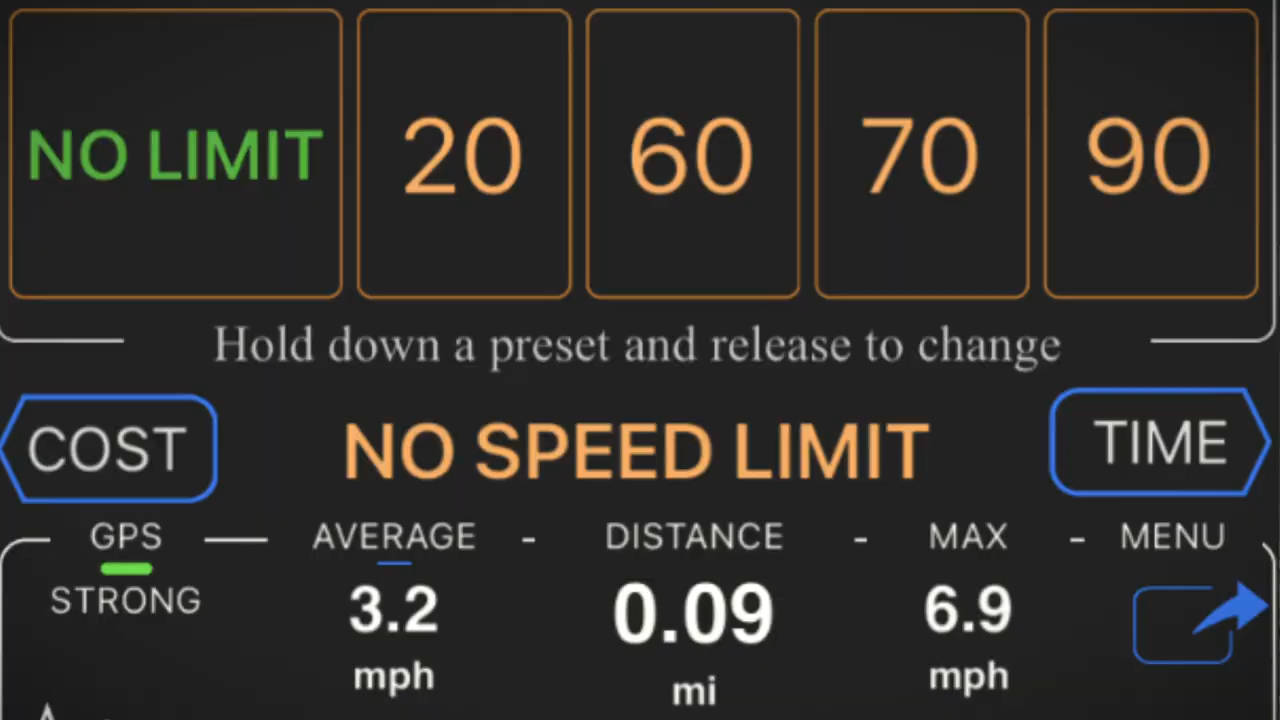 NO LIMIT 20 60 70 90
Hold down a preset and release to change
COST NO SPEED LIMIT TIME
GPS AVERAGE - DISTANCE - MAX - MENU
STRONG 3.2 0.09 6.9
mph mi mph